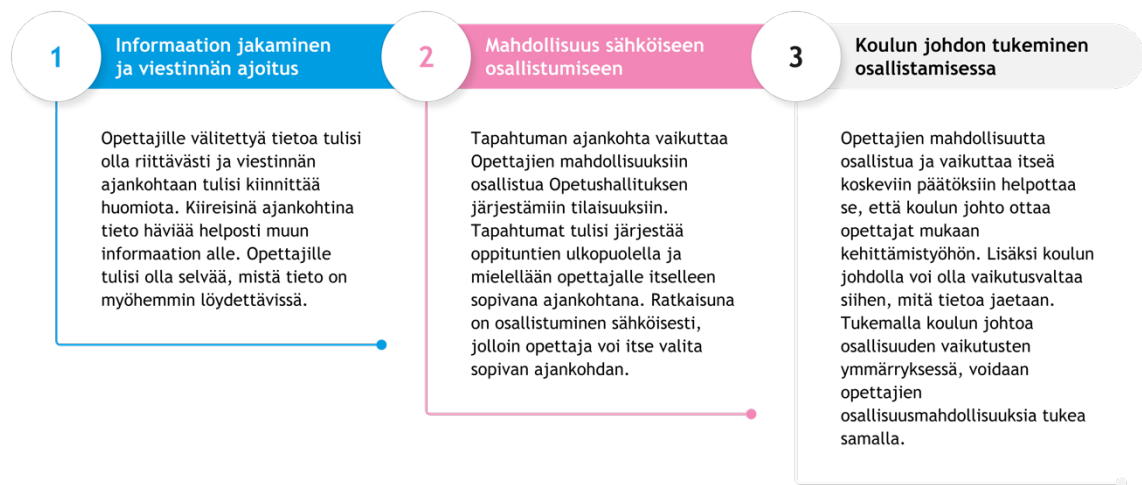 1
Informaation jakaminen
ja viestinnän ajoitus
Opettajille välitettyä tietoa tulisi
olla riittävästi ja viestinnän
ajankohtaan tulisi kiinnittää
huomiota. Kiireisinä ajankohtina
tieto häviää helposti muun
informaation alle. Opettajille
tulisi olla selvää, mistä tieto on
myöhemmin löydettävissä.
2
Mahdollisuus sähköiseen
osallistumiseen
Tapahtuman ajankohta vaikuttaa
Opettajien mahdollisuuksiin
osallistua Opetushallituksen
järjestämiin tilaisuuksiin.
Tapahtumat tulisi järjestää
oppituntien ulkopuolella ja
mielellään opettajalle itselleen
sopivana ajankohtana. Ratkaisuna
on osallistuminen sähköisesti,
jolloin opettaja voi itse valita
sopivan ajankohdan.
3
Koulun johdon tukeminen
osallistamisessa
Opettajien mahdollisuutta
osallistua ja vaikuttaa itseä
koskeviin päätöksiin helpottaa
se, että koulun johto ottaa
opettajat mukaan
kehittämistyöhön. Lisäksi koulun
johdolla voi olla vaikutusvaltaa
siihen, mitä tietoa jaetaan.
Tukemalla koulun johtoa
osallisuuden vaikutusten
ymmärryksessä, voidaan
opettajien
osallisuusmahdollisuuksia tukea
samalla.